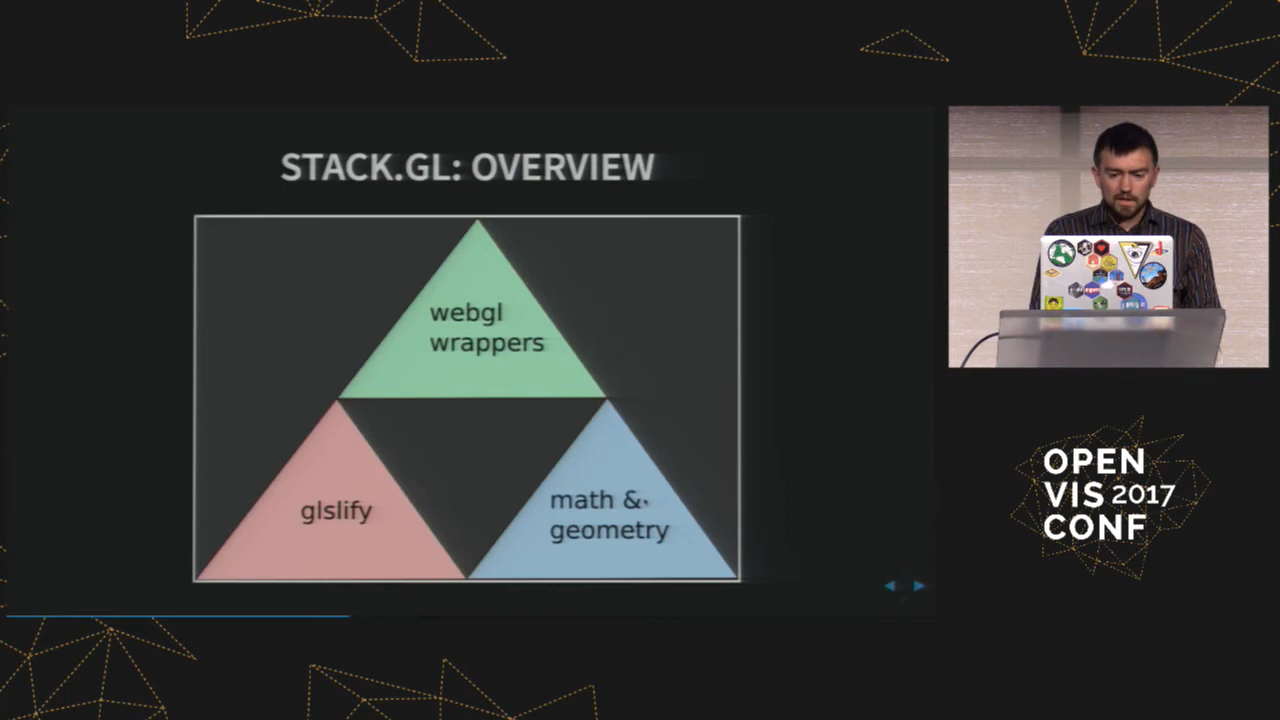 STACK.GL: OVERVIEW
webgl
wrappers
glslify
math &
geometry
OPEN
VIS 2017
CONF